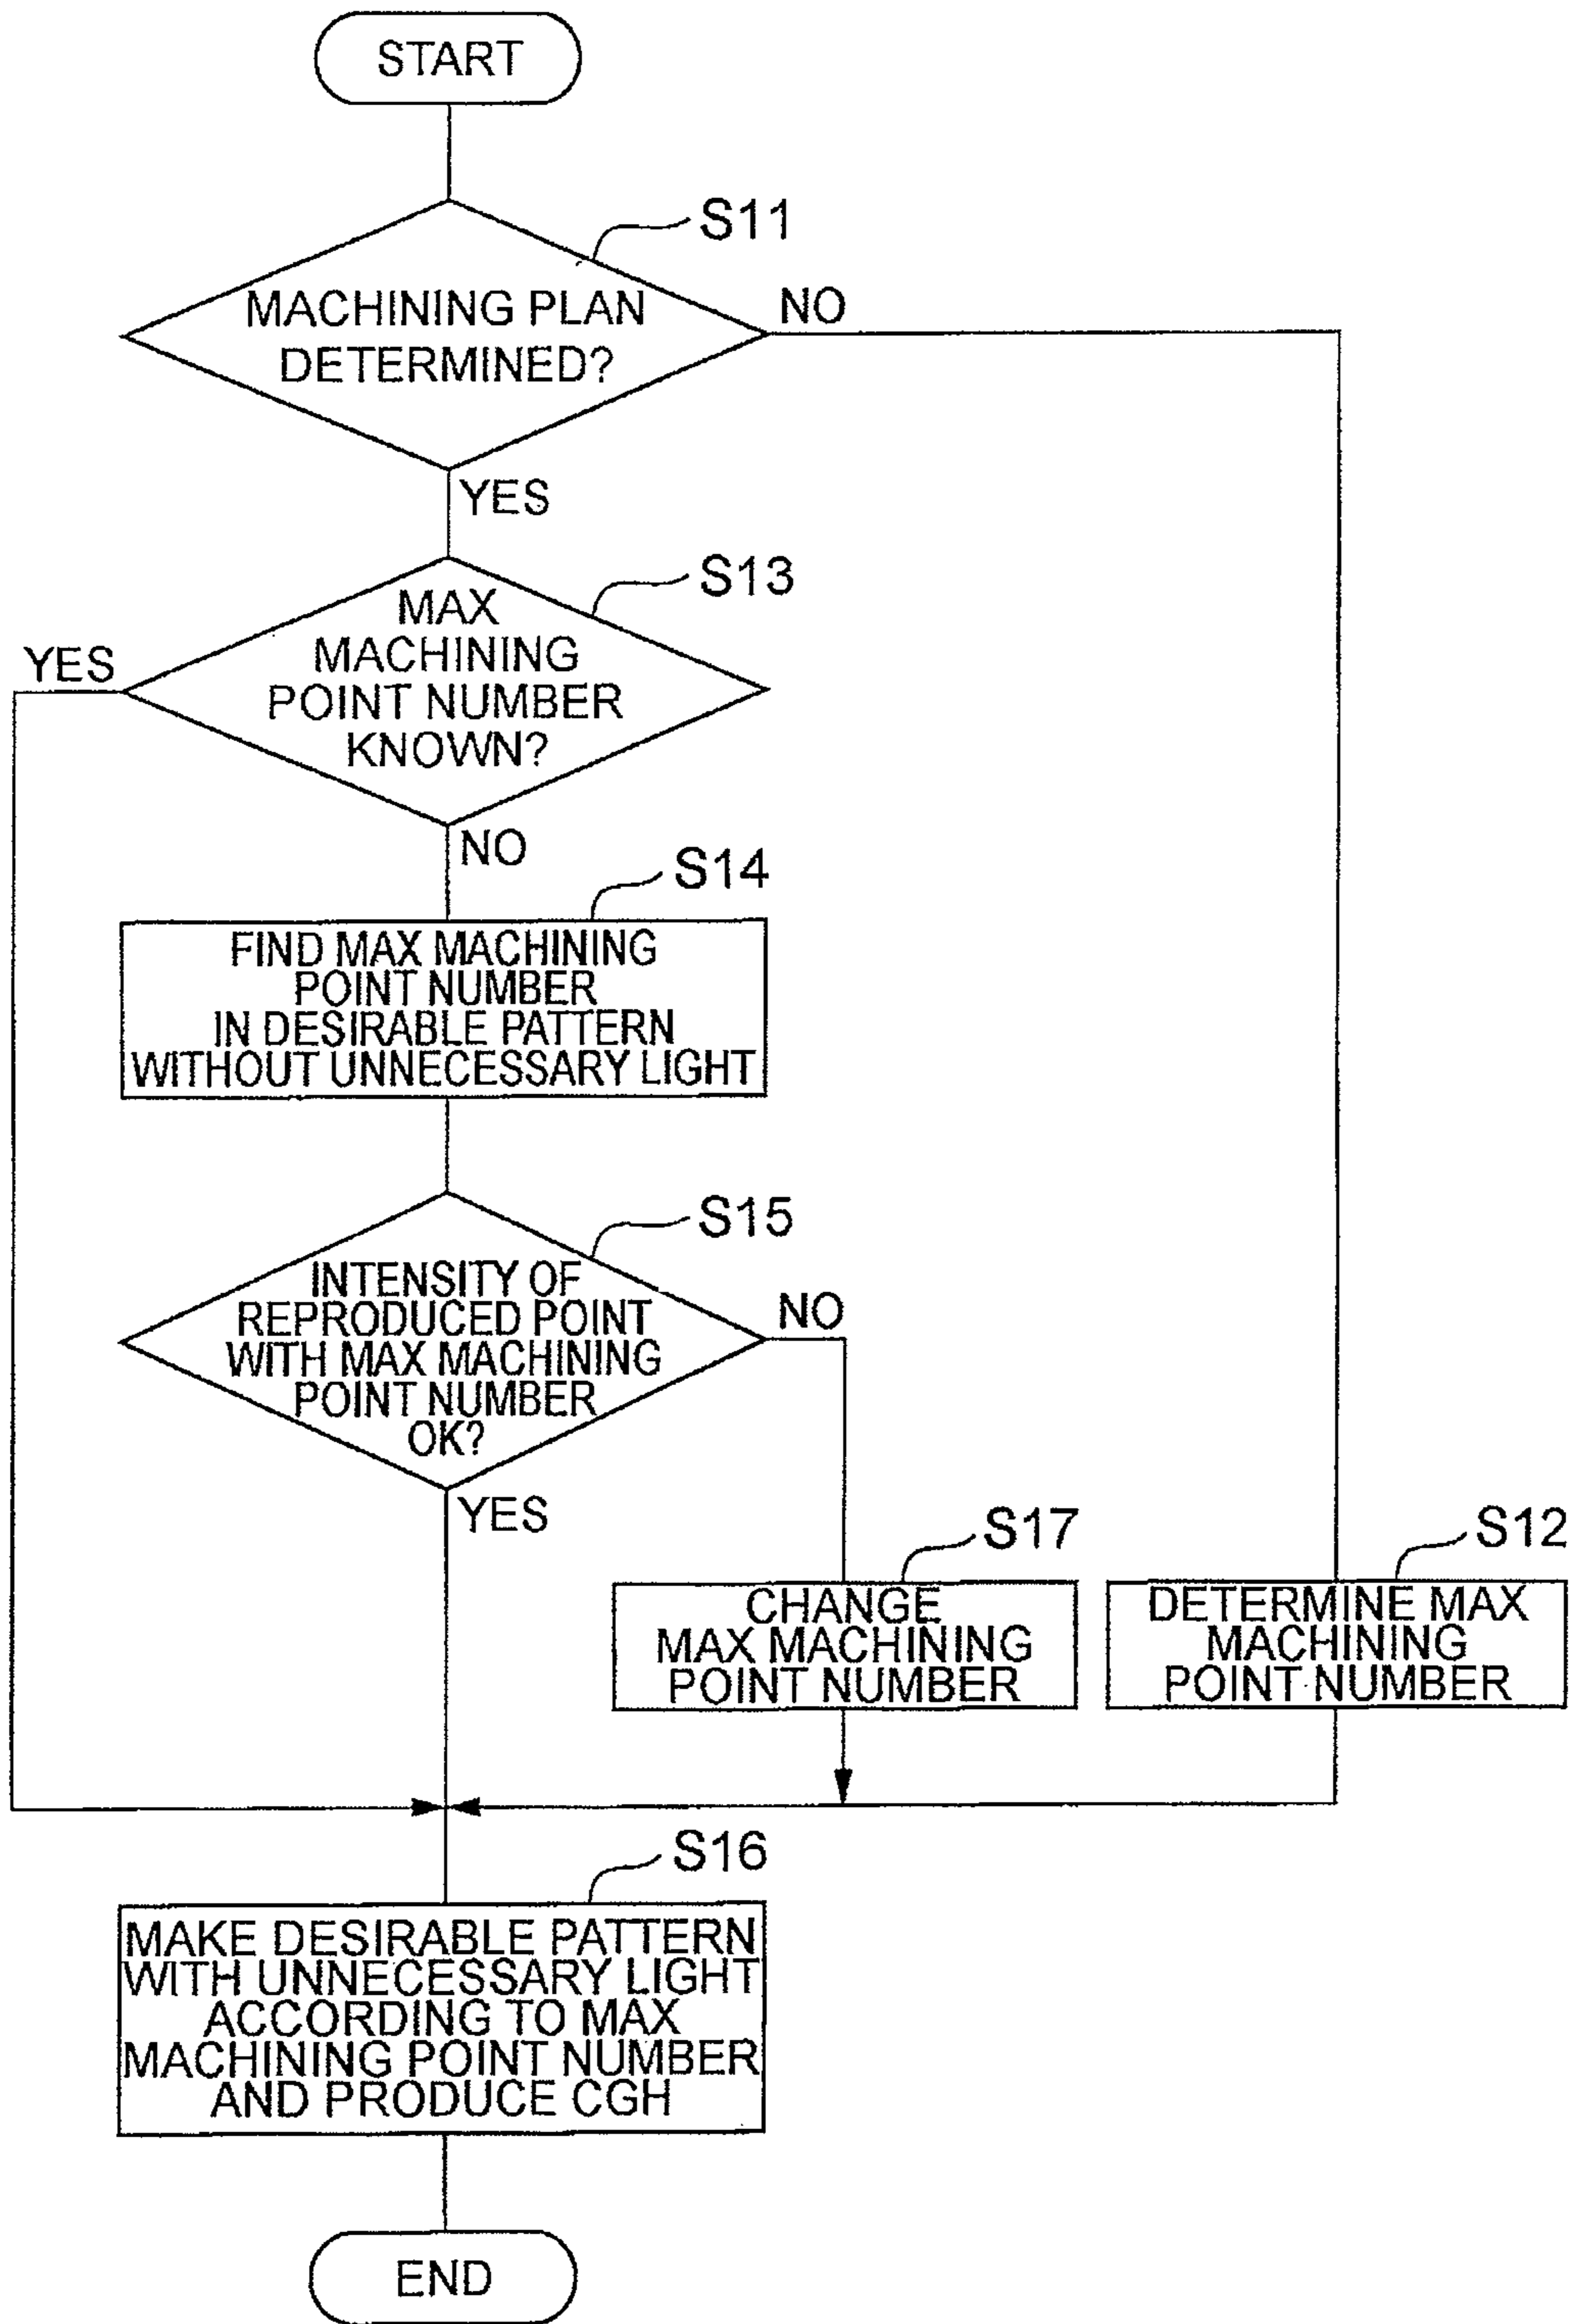 START
S11
MACHINING PLAN
DETERMINED?
NO
YES
S13
MAX
MACHINING
POINT NUMBER
KNOWN?
YES
NO
S14
FIND MAX MACHINING
POINT NUMBER
IN DESIRABLE PATTERN
WITHOUT UNNECESSARY LIGHT
S15
INTENSITY OF
REPRODUCED POINT
WITH MAX MACHINING
POINT NUMBER
OK?
NO
YES
S17
CHANGE
MAX MACHINING
POINT NUMBER
S12
DETERMINE MAX
MACHINING
POINT NUMBER
S16
MAKE DESIRABLE PATTERN
WITH UNNECESSARY LIGHT
ACCORDING TO MAX
MACHINING POINT NUMBER
AND PRODUCE CGH
END